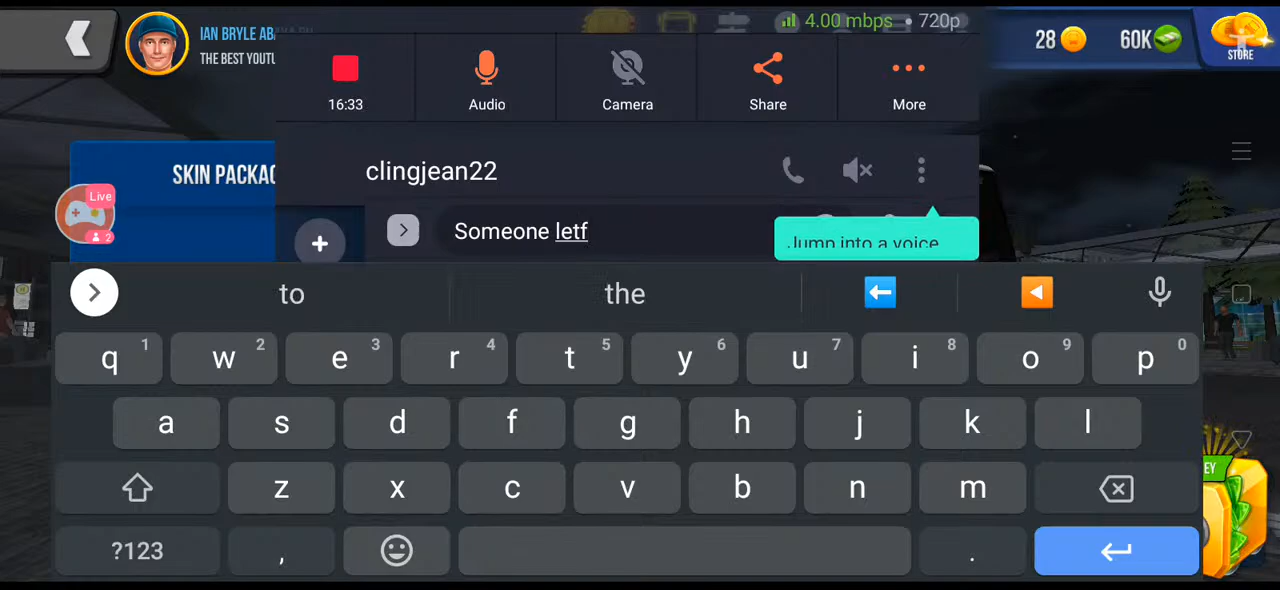 4.00 mbps • 720p
IAN BRYLE AB
THE BEST YOUTU
28
60K
STORE
16:33
Audio
Camera
Share
More
SKIN PACKAG
clingjean22
Live
2
Someone letf
Jump into a voice
to
the
q 1 w 2 e 3 r 4 t 5 y 6 u 7 i 8 o 9 p 0
a s d f g h j k l
z x c v b n m
EY
?123 , .